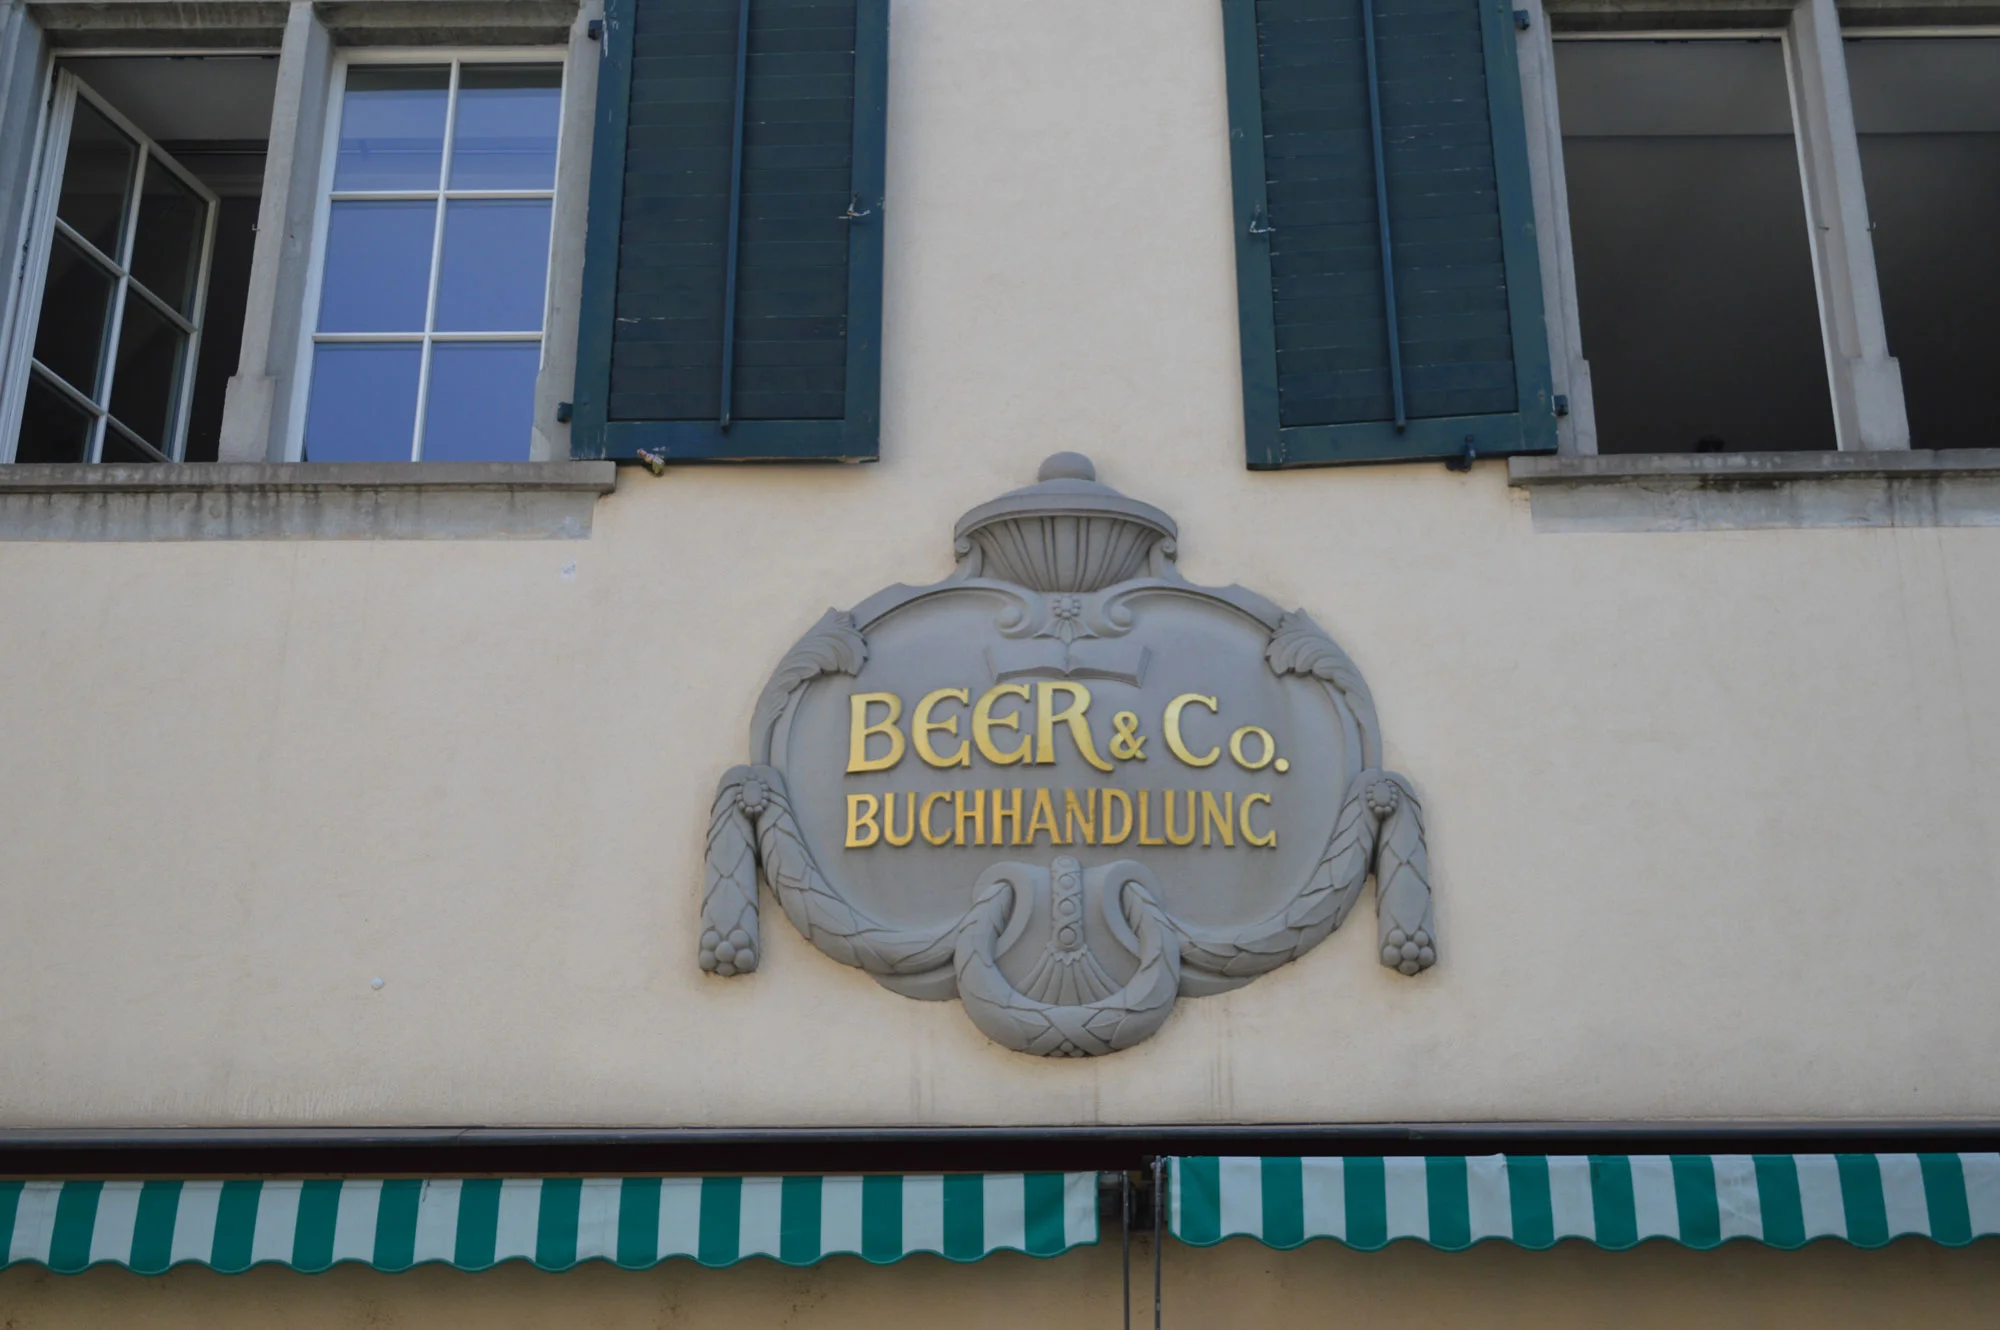 BEER & Co.
BUCHHANDLUNG